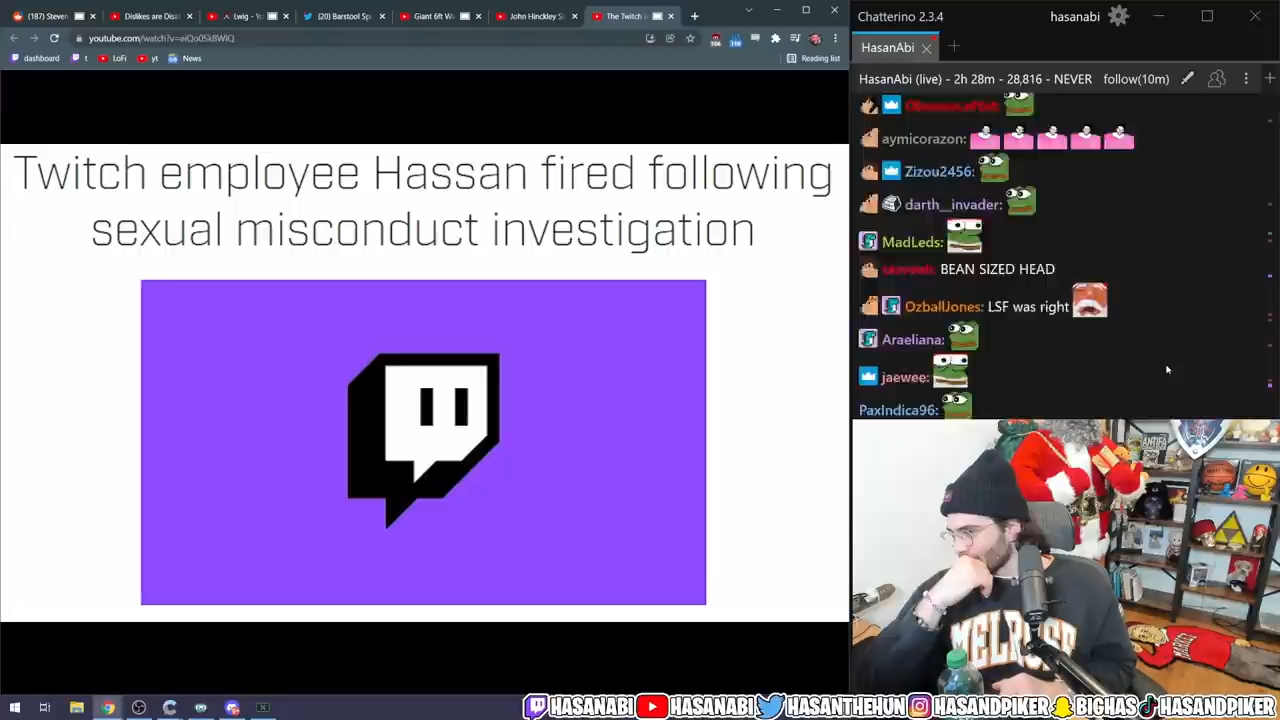 (187) Steven
Dislikes are Disal
Lwig - Yo
(20) Barstool Sp
Giant 6ft W
John Hinckley S
The Twitch
youtube.com/watch?v=eiQo0Sk8WIQ
dashboard
t
LoFi
yt
News
Reading list
Twitch employee Hassan fired following
sexual misconduct investigation
Chatterino 2.3.4
hasanabi
HasanAbi
HasanAbi (live) - 2h 28m - 28,816 - NEVER
follow(10m)
aymicorazon:
Zizou2456:
darth__invader:
MadLeds:
BEAN SIZED HEAD
OzballJones: LSF was right
Araeliana:
jaewee:
PaxIndica96:
ANTIFA
MELROSE
HASANABI
HASANABI
HASANTHEHUN
HASANDPIKER
BIGHAS
HASANDPIKER